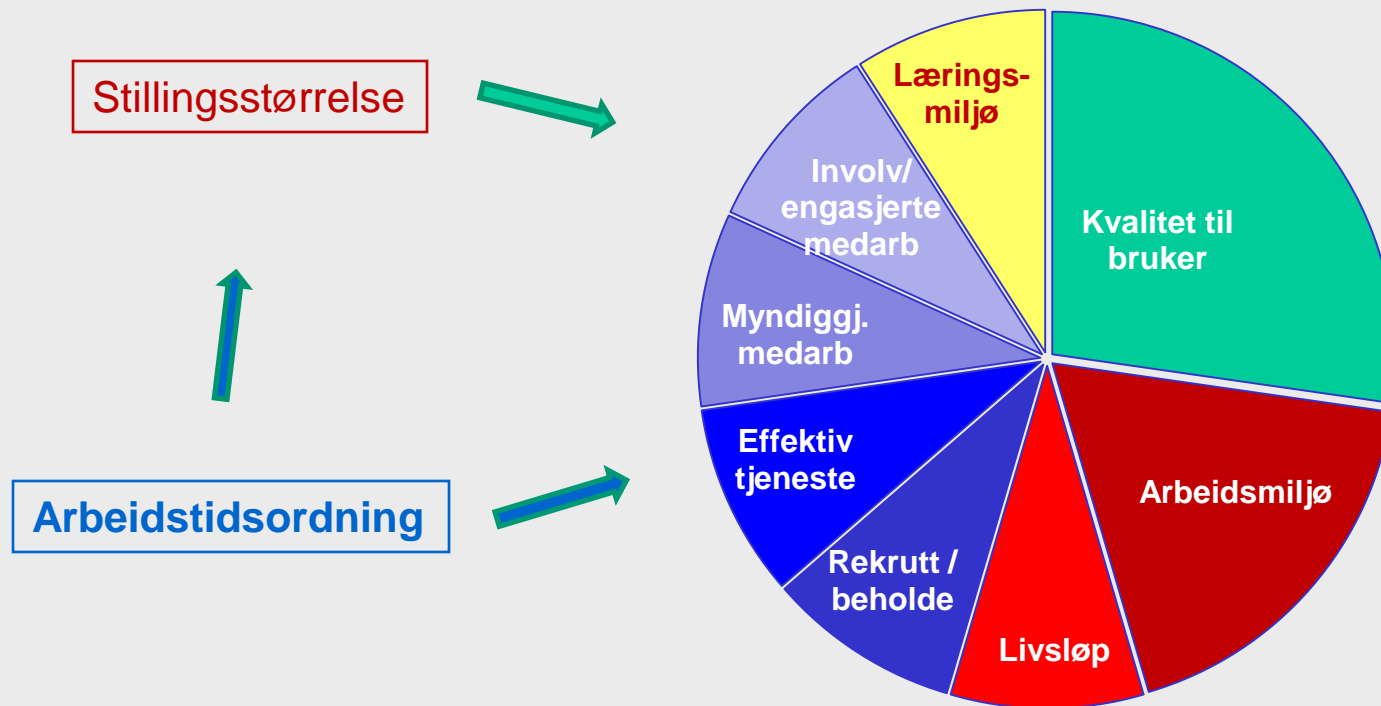 Stillingsstørrelse
Arbeidstidsordning
Lærings-
miljø
Involv/
engasjerte
medarb
Myndiggj.
medarb
Effektiv
tjeneste
Rekrutt /
beholde
Livsløp
Arbeidsmiljø
Kvalitet til
bruker